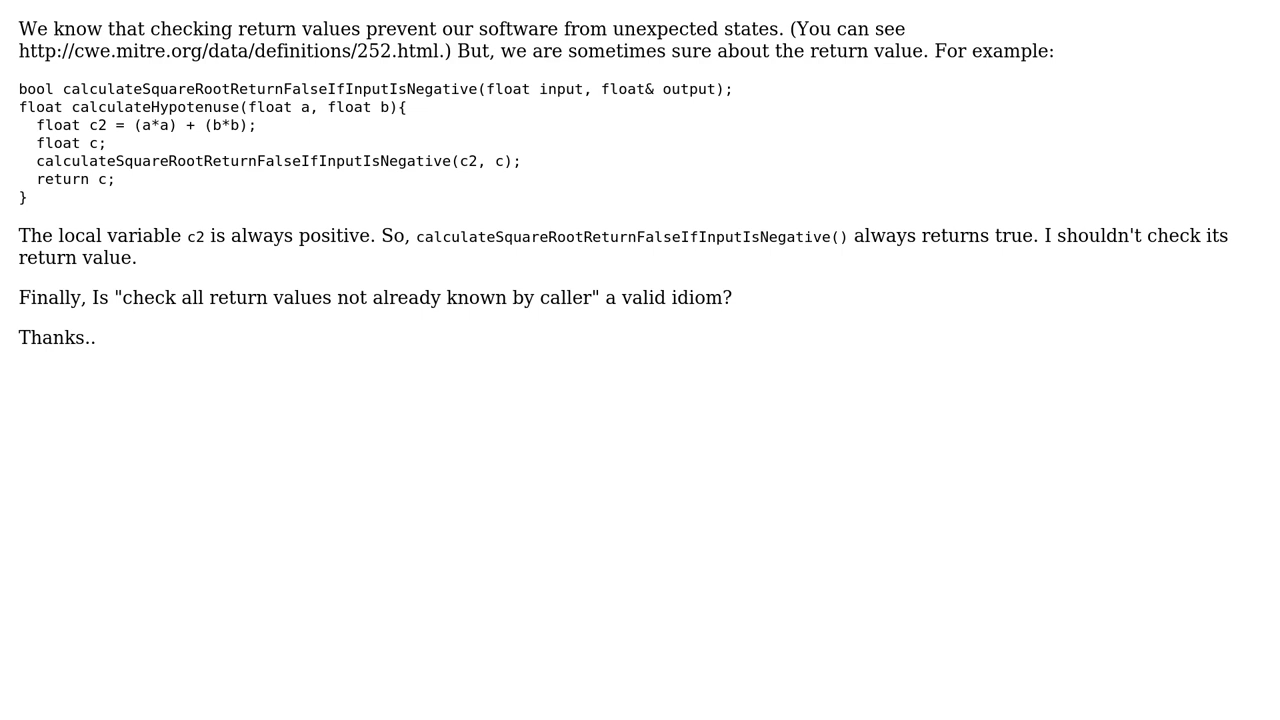 We know that checking return values prevent our software from unexpected states. (You can see
http://cwe.mitre.org/data/definitions/252.html.) But, we are sometimes sure about the return value. For example:
bool calculateSquareRootReturnFalseIfInputIsNegative(float input, float& output);
float calculateHypotenuse(float a, float b){
  float c2 = (a*a) + (b*b);
  float c;
  calculateSquareRootReturnFalseIfInputIsNegative(c2, c);
  return c;
}
The local variable c2 is always positive. So, calculateSquareRootReturnFalseIfInputIsNegative() always returns true. I shouldn't check its
return value.
Finally, Is "check all return values not already known by caller" a valid idiom?
Thanks..